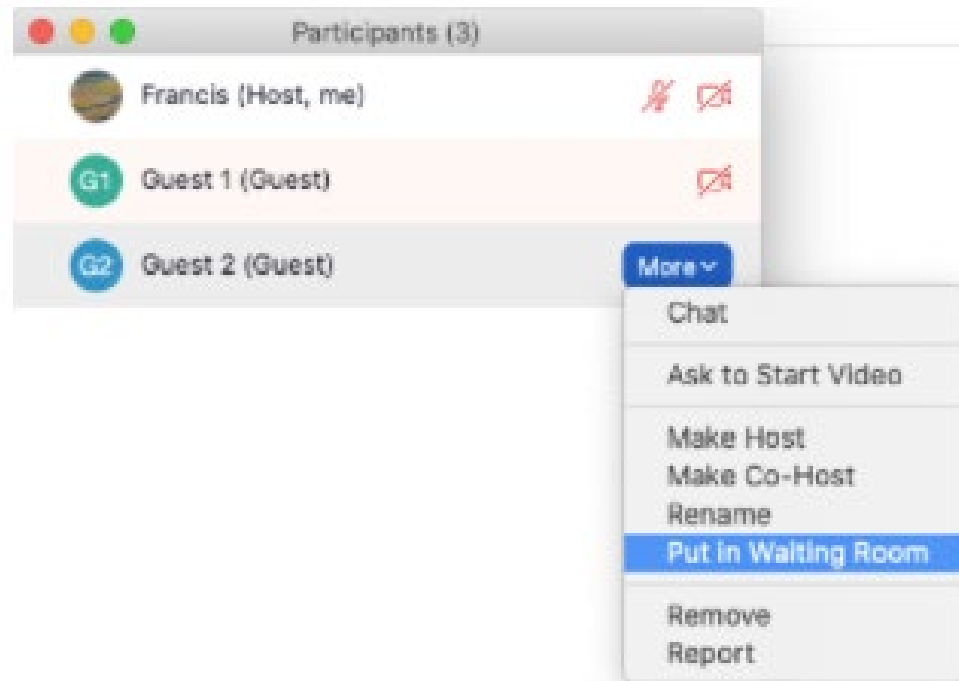 Participants (3)
Francis (Host, me)
G1 Guest 1 (Guest)
G2 Guest 2 (Guest) More
Chat
Ask to Start Video
Make Host
Make Co-Host
Rename
Put in Waiting Room
Remove
Report